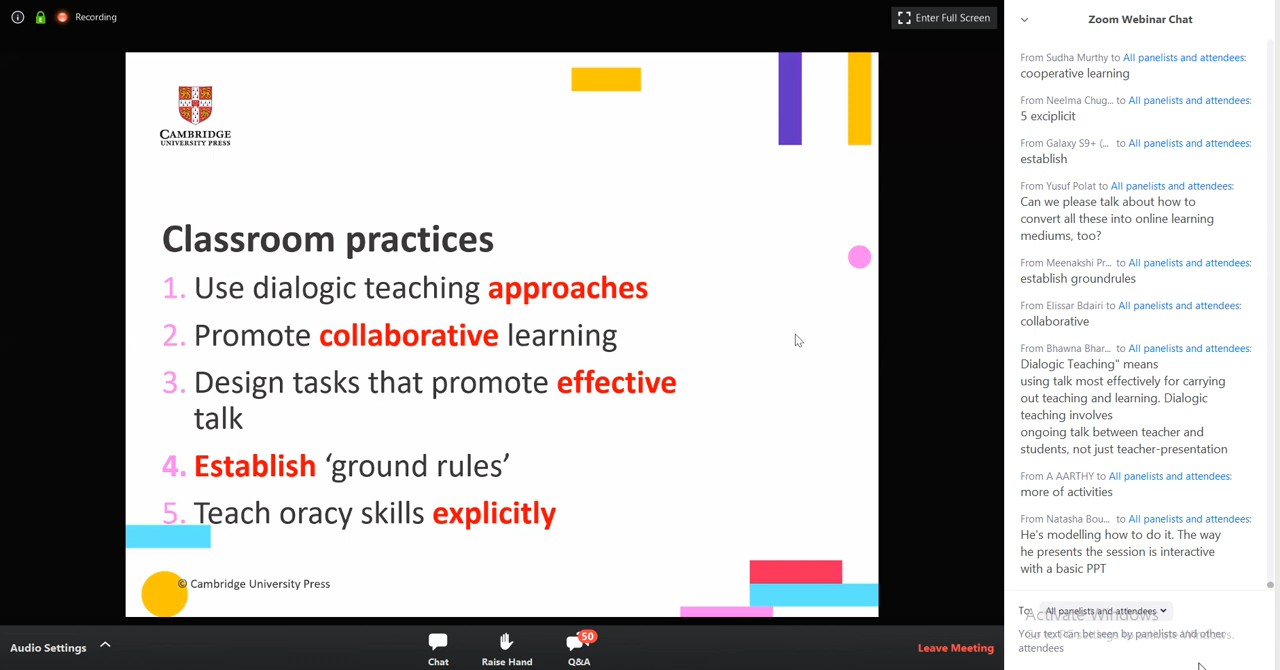 Recording
Enter Full Screen
CAMBRIDGE
UNIVERSITY PRESS
Classroom practices
1. Use dialogic teaching approaches
2. Promote collaborative learning
3. Design tasks that promote effective
talk
4. Establish ‘ground rules’
5. Teach oracy skills explicitly
© Cambridge University Press
Audio Settings
Chat
Raise Hand
50
Q&A
Leave Meeting
Zoom Webinar Chat
From Sudha Murthy to All panelists and attendees:
cooperative learning
From Neelma Chug... to All panelists and attendees:
5 exciplicit
From Galaxy S9+ (... to All panelists and attendees:
establish
From Yusuf Polat to All panelists and attendees:
Can we please talk about how to
convert all these into online learning
mediums, too?
From Meenakshi Pr... to All panelists and attendees:
establish groundrules
From Elissar Bdairi to All panelists and attendees:
collaborative
From Bhawna Bhar... to All panelists and attendees:
Dialogic Teaching" means
using talk most effectively for carrying
out teaching and learning. Dialogic
teaching involves
ongoing talk between teacher and
students, not just teacher-presentation
From A AARTHY to All panelists and attendees:
more of activities
From Natasha Bou... to All panelists and attendees:
He's modelling how to do it. The way
he presents the session is interactive
with a basic PPT
To: All panelists and attendees
Activate Windows
Go to PC settings to activate Windows.
Your text can be seen by panelists and other
attendees